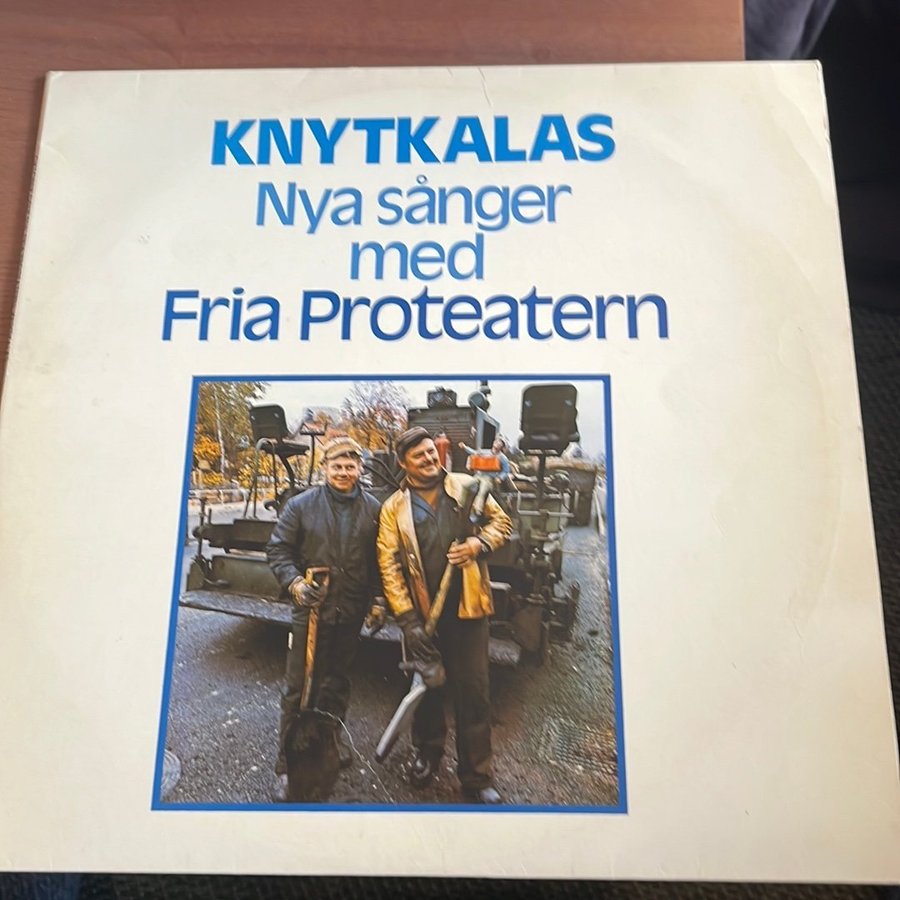 KNYTKALAS
Nya sånger
med
Fria Proteatern